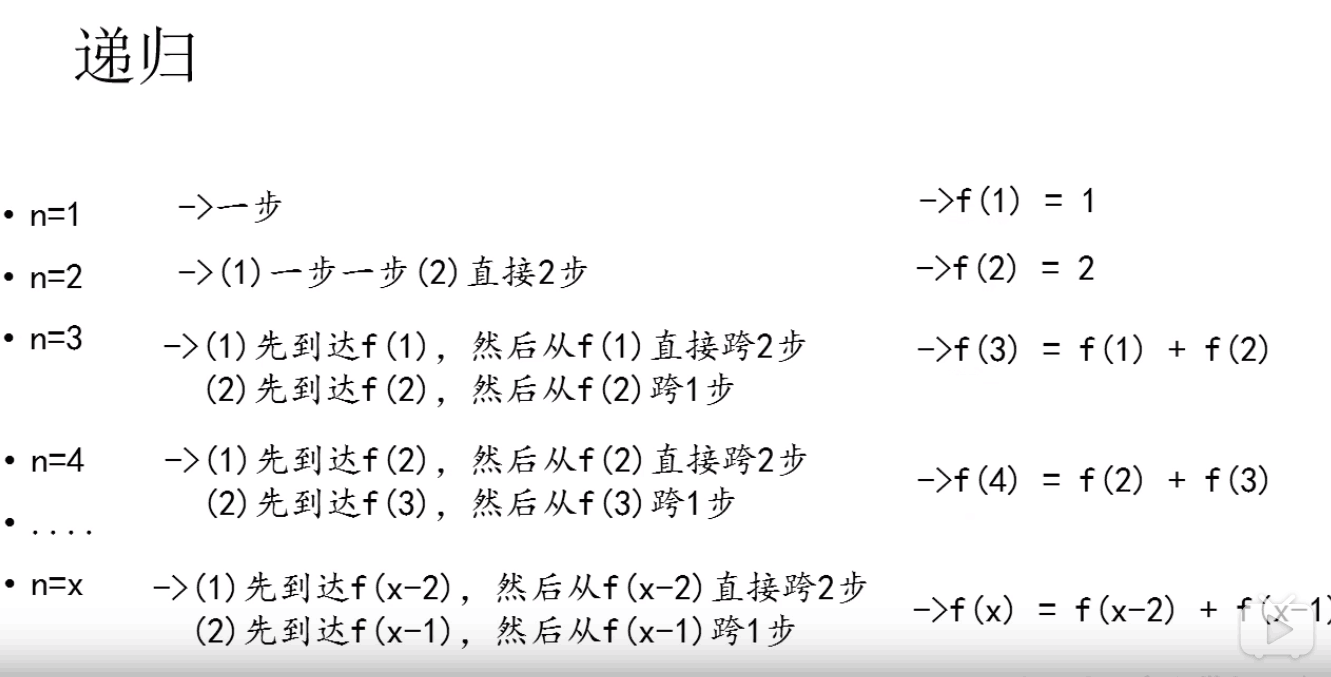 递归
• n=1 ->一步 ->f(1) = 1
• n=2 ->(1)一步一步(2)直接2步 ->f(2) = 2
• n=3 ->(1)先到达f(1)，然后从f(1)直接跨2步 ->f(3) = f(1) + f(2)
(2)先到达f(2)，然后从f(2)跨1步
• n=4 ->(1)先到达f(2)，然后从f(2)直接跨2步 ->f(4) = f(2) + f(3)
(2)先到达f(3)，然后从f(3)跨1步
• ....
• n=x ->(1)先到达f(x-2)，然后从f(x-2)直接跨2步 ->f(x) = f(x-2) + f(x-1)
(2)先到达f(x-1)，然后从f(x-1)跨1步